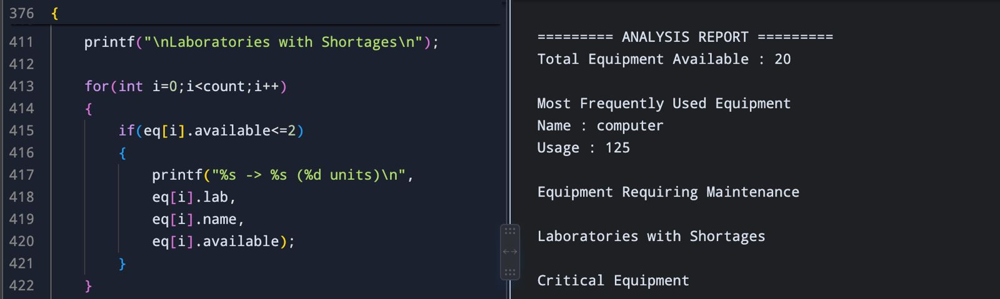 376 {
411 printf("\nLaboratories with Shortages\n");
412
413 for(int i=0;i<count;i++)
414 {
415 if(eq[i].available<=2)
416 {
417 printf("%s -> %s (%d units)\n",
418 eq[i].lab,
419 eq[i].name,
420 eq[i].available);
421 }
422 }
========= ANALYSIS REPORT =========
Total Equipment Available : 20
Most Frequently Used Equipment
Name : computer
Usage : 125
Equipment Requiring Maintenance
Laboratories with Shortages
Critical Equipment